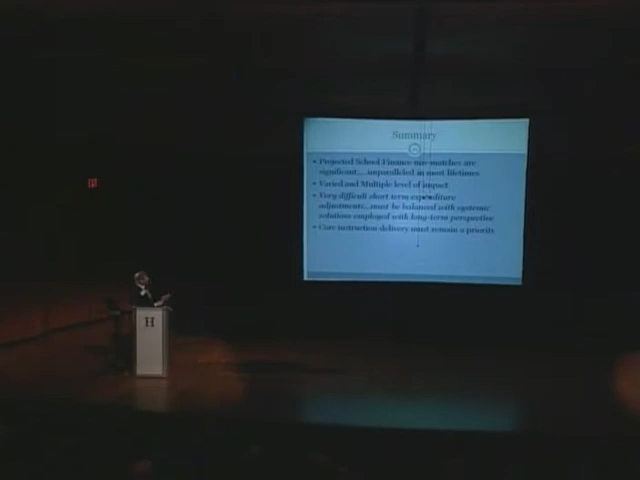 Summary
• Projected School Finance mis-matches are
significant.....unparalleled in most lifetimes
• Varied and Multiple level of impact
• Very difficult short term expenditure
adjustments...must be balanced with systemic
solutions employed with long-term perspective
• Core instruction delivery must remain a priority
H